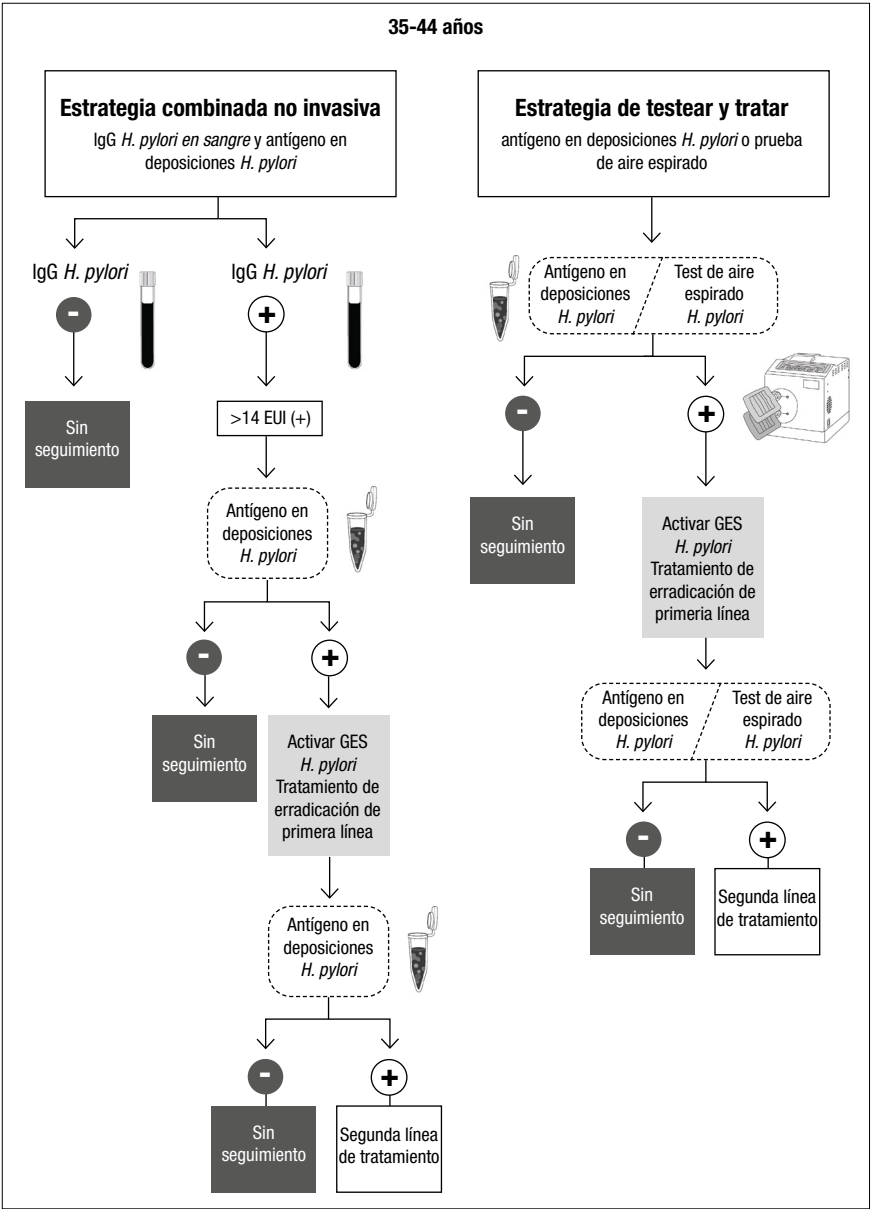 35-44 años
Estrategia combinada no invasiva
IgG H. pylori en sangre y antígeno en
deposiciones H. pylori
IgG H. pylori
-
Sin
seguimiento
IgG H. pylori
+
>14 EUI (+)
Antígeno en
deposiciones
H. pylori
-
Sin
seguimiento
+
Activar GES
H. pylori
Tratamiento de
erradicación de
primera línea
Antígeno en
deposiciones
H. pylori
-
Sin
seguimiento
+
Segunda línea
de tratamiento
Estrategia de testear y tratar
antígeno en deposiciones H. pylori o prueba
de aire espirado
Antígeno en
deposiciones
H. pylori
Test de aire
espirado
H. pylori
-
Sin
seguimiento
+
Activar GES
H. pylori
Tratamiento de
erradicación de
primeria línea
Antígeno en
deposiciones
H. pylori
Test de aire
espirado
H. pylori
-
Sin
seguimiento
+
Segunda línea
de tratamiento